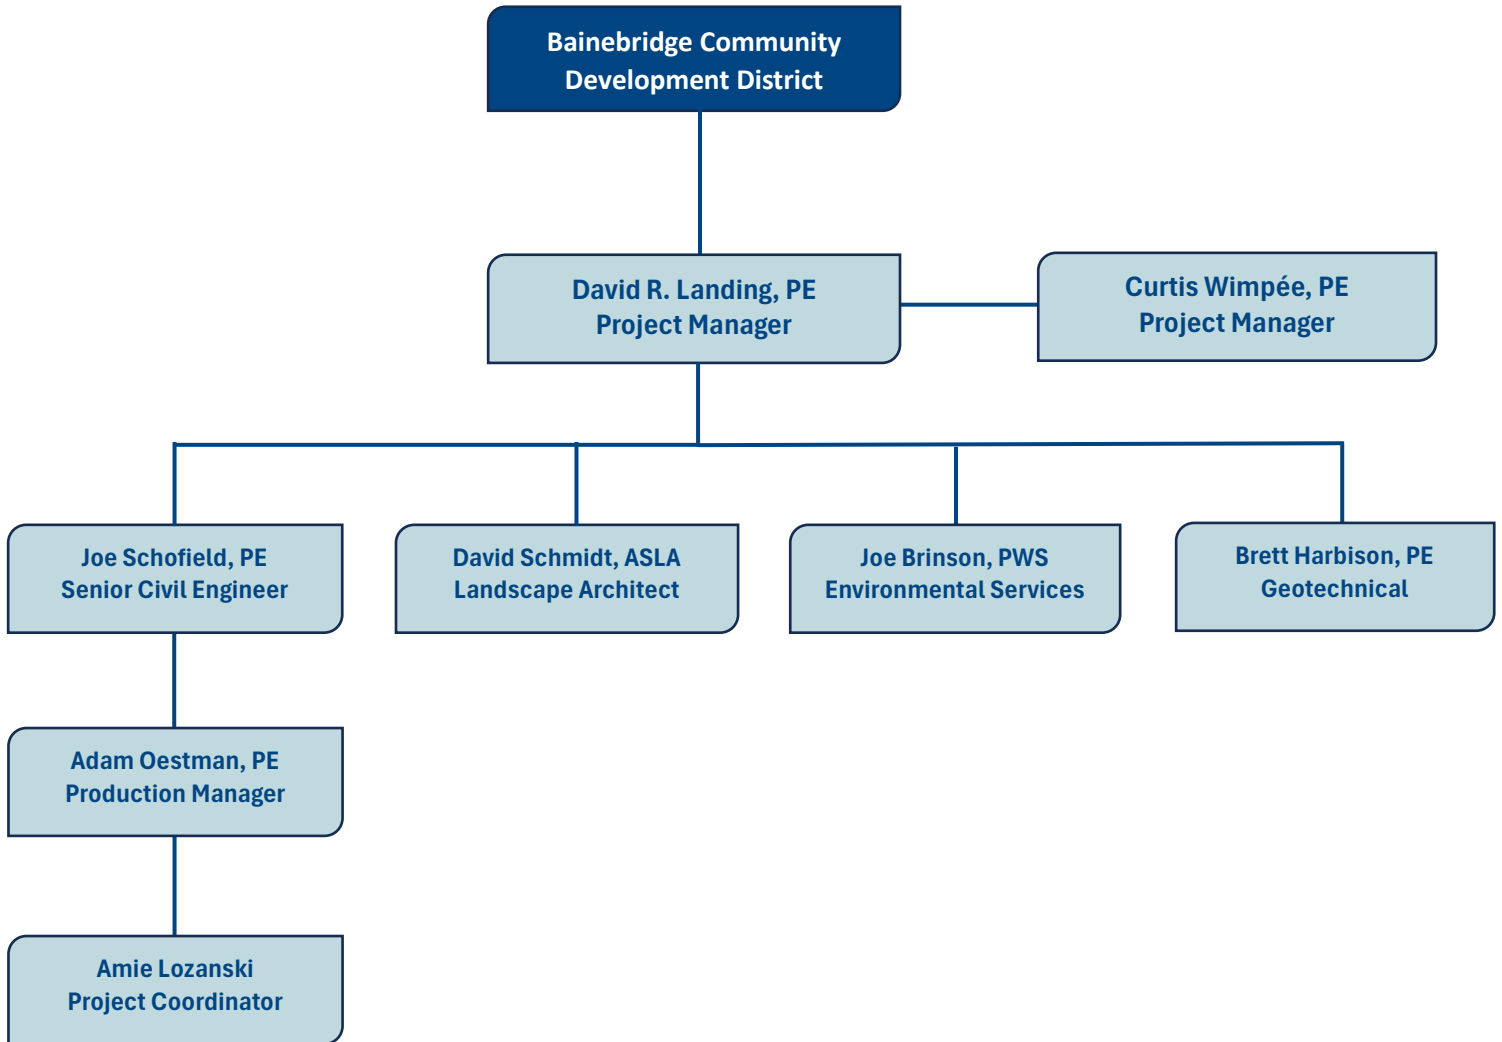 Bainebridge Community
Development District
David R. Landing, PE
Project Manager
Curtis Wimpée, PE
Project Manager
Joe Schofield, PE
Senior Civil Engineer
David Schmidt, ASLA
Landscape Architect
Joe Brinson, PWS
Environmental Services
Brett Harbison, PE
Geotechnical
Adam Oestman, PE
Production Manager
Amie Lozanski
Project Coordinator